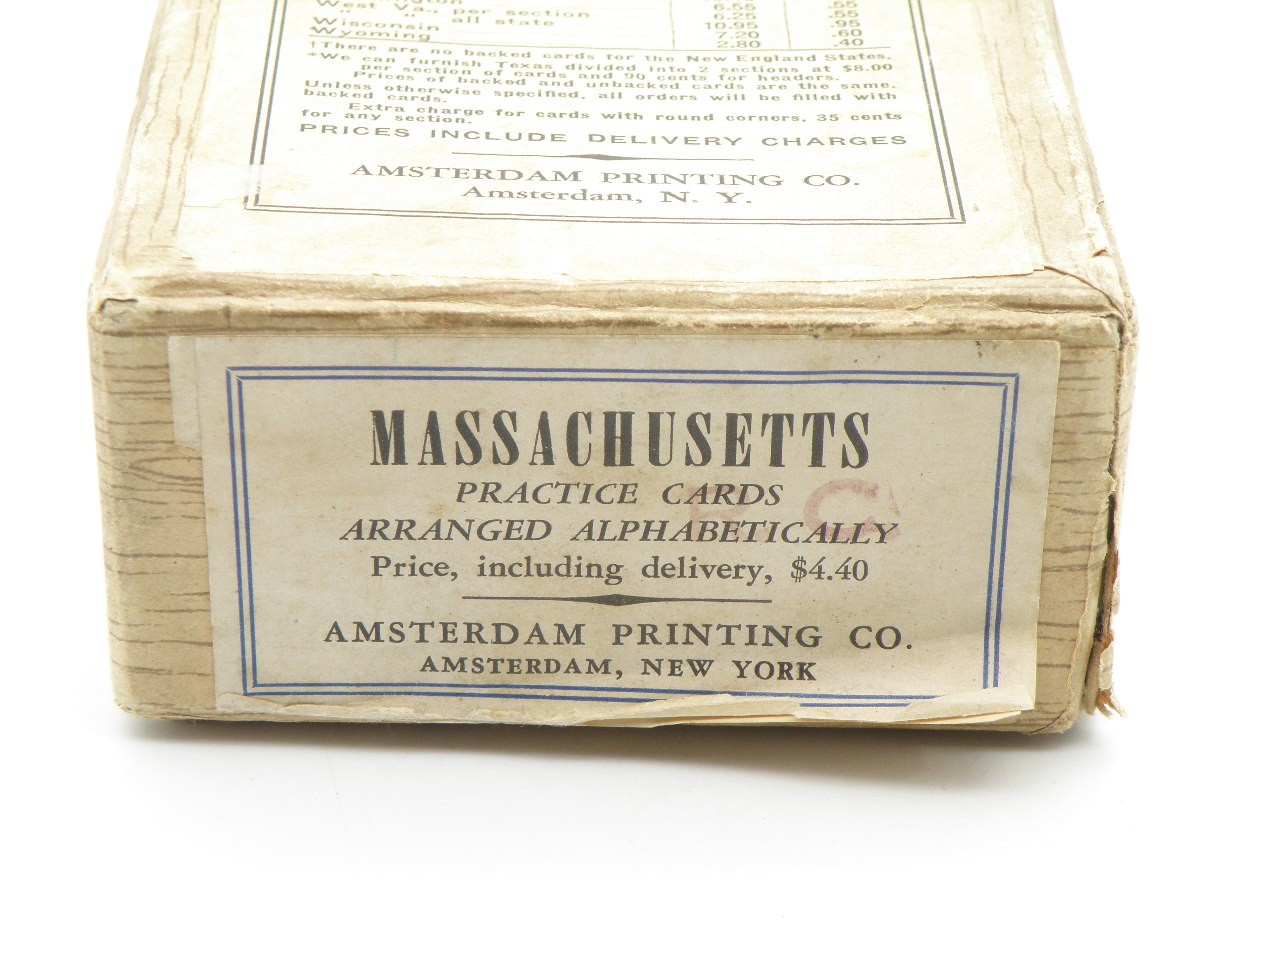 West Va., per section 6.55 .55
" " all state 6.25 .55
Wisconsin 10.95 .95
Wyoming 7.20 .60
2.80 .40
†There are no backed cards for the New England States.
*We can furnish Texas divided into 2 sections at $8.00
per section of cards and 90 cents for headers.
Prices of backed and unbacked cards are the same.
Unless otherwise specified, all orders will be filled with
backed cards.
Extra charge for cards with round corners, 35 cents
for any section.
PRICES INCLUDE DELIVERY CHARGES
AMSTERDAM PRINTING CO.
Amsterdam, N. Y.
MASSACHUSETTS
PRACTICE CARDS
ARRANGED ALPHABETICALLY
Price, including delivery, $4.40
AMSTERDAM PRINTING CO.
AMSTERDAM, NEW YORK